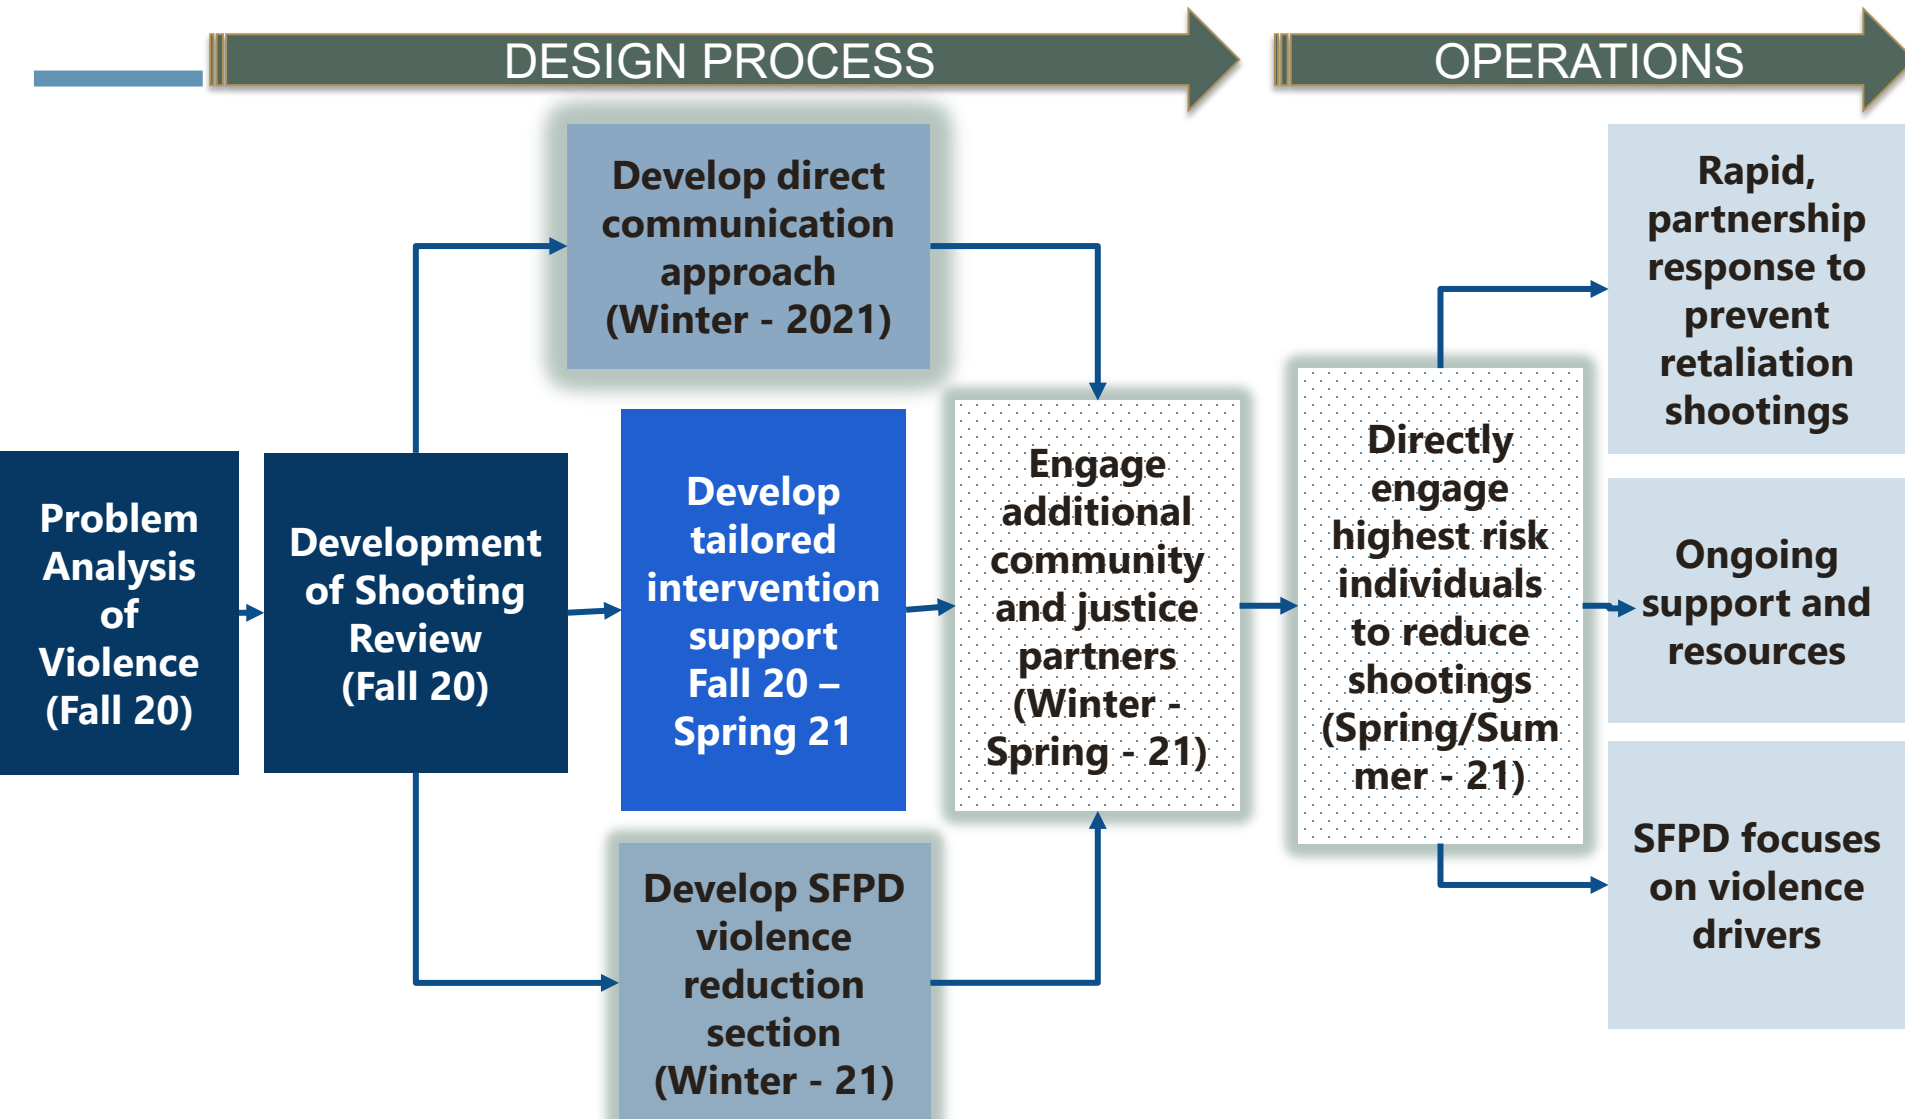 DESIGN PROCESS
OPERATIONS
Problem
Analysis
of
Violence
(Fall 20)
Development
of Shooting
Review
(Fall 20)
Develop direct
communication
approach
(Winter - 2021)
Develop
tailored
intervention
support
Fall 20 –
Spring 21
Develop SFPD
violence
reduction
section
(Winter - 21)
Engage
additional
community
and justice
partners
(Winter -
Spring - 21)
Directly
engage
highest risk
individuals
to reduce
shootings
(Spring/Sum
mer - 21)
Rapid,
partnership
response to
prevent
retaliation
shootings
Ongoing
support and
resources
SFPD focuses
on violence
drivers